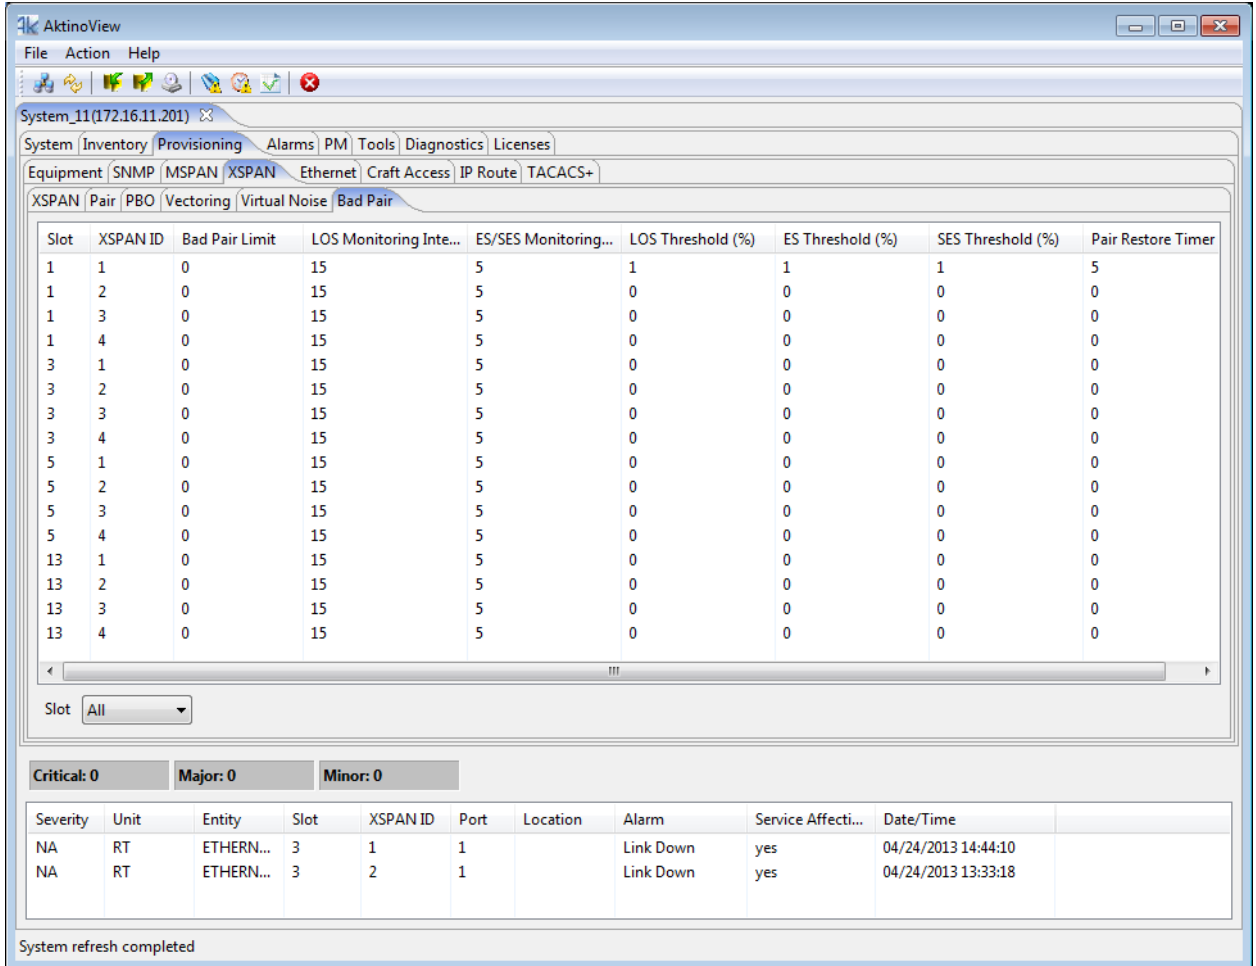 AktinoView
File Action Help
System_11(172.16.11.201)
System Inventory Provisioning Alarms PM Tools Diagnostics Licenses
Equipment SNMP MSPAN XSPAN Ethernet Craft Access IP Route TACACS+
XSPAN Pair PBO Vectoring Virtual Noise Bad Pair
Slot XSPAN ID Bad Pair Limit LOS Monitoring Inte... ES/SES Monitoring... LOS Threshold (%) ES Threshold (%) SES Threshold (%) Pair Restore Timer
1 1 0 15 5 1 1 1 5
1 2 0 15 5 0 0 0 0
1 3 0 15 5 0 0 0 0
1 4 0 15 5 0 0 0 0
3 1 0 15 5 0 0 0 0
3 2 0 15 5 0 0 0 0
3 3 0 15 5 0 0 0 0
3 4 0 15 5 0 0 0 0
5 1 0 15 5 0 0 0 0
5 2 0 15 5 0 0 0 0
5 3 0 15 5 0 0 0 0
5 4 0 15 5 0 0 0 0
13 1 0 15 5 0 0 0 0
13 2 0 15 5 0 0 0 0
13 3 0 15 5 0 0 0 0
13 4 0 15 5 0 0 0 0
Slot All
Critical: 0 Major: 0 Minor: 0
Severity Unit Entity Slot XSPAN ID Port Location Alarm Service Affecti... Date/Time
NA RT ETHERN... 3 1 1 Link Down yes 04/24/2013 14:44:10
NA RT ETHERN... 3 2 1 Link Down yes 04/24/2013 13:33:18
System refresh completed